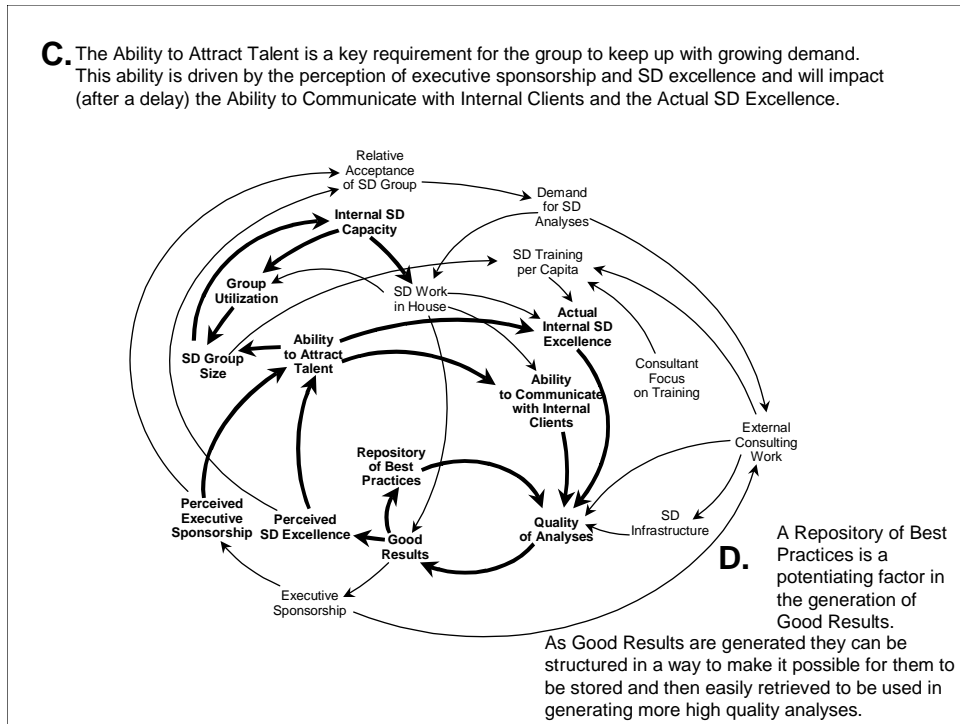 C. The Ability to Attract Talent is a key requirement for the group to keep up with growing demand.
This ability is driven by the perception of executive sponsorship and SD excellence and will impact
(after a delay) the Ability to Communicate with Internal Clients and the Actual SD Excellence.
Relative
Acceptance
of SD Group
Demand
for SD
Analyses
Internal SD
Capacity
SD Training
per Capita
Group
Utilization
SD Work
in House
Actual
Internal SD
Excellence
SD Group
Size
Ability
to Attract
Talent
Consultant
Focus
on Training
Ability
to Communicate
with Internal
Clients
External
Consulting
Work
Repository
of Best
Practices
Perceived
Executive
Sponsorship
Perceived
SD Excellence
Good
Results
Quality
of Analyses
SD
Infrastructure
Executive
Sponsorship
D. A Repository of Best
Practices is a
potentiating factor in
the generation of
Good Results.
As Good Results are generated they can be
structured in a way to make it possible for them to
be stored and then easily retrieved to be used in
generating more high quality analyses.